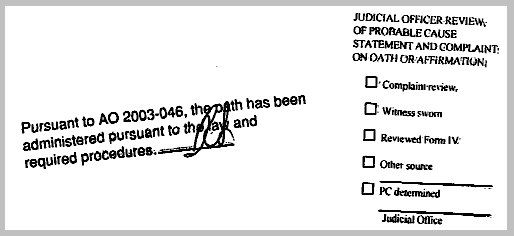 Pursuant to AO 2003-046, the oath has been
administered pursuant to the law and
required procedures.
JUDICIAL OFFICER REVIEW,
OF PROBABLE CAUSE
STATEMENT AND COMPLAINT;
ON OATH OR AFFIRMATION;
Complaint review,
Witness sworn
Reviewed Form IV
Other source
PC determined
Judicial Office